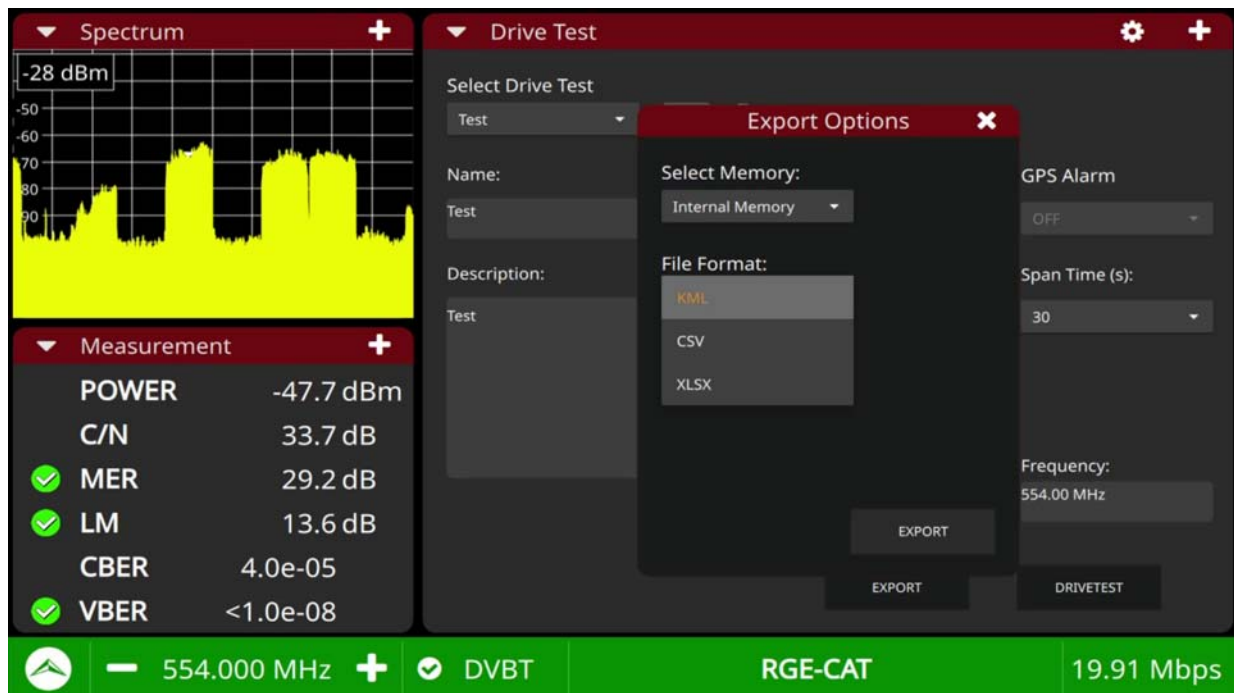 Spectrum
-28 dBm
-50
-60
-70
-80
-90
Measurement
POWER -47.7 dBm
C/N 33.7 dB
MER 29.2 dB
LM 13.6 dB
CBER 4.0e-05
VBER <1.0e-08
Drive Test
Select Drive Test
Test
Name:
Test
Description:
Test
Export Options
Select Memory:
Internal Memory
File Format:
KML
CSV
XLSX
EXPORT
GPS Alarm
OFF
Span Time (s):
30
Frequency:
554.00 MHz
EXPORT DRIVETEST
554.000 MHz DVBT RGE-CAT 19.91 Mbps